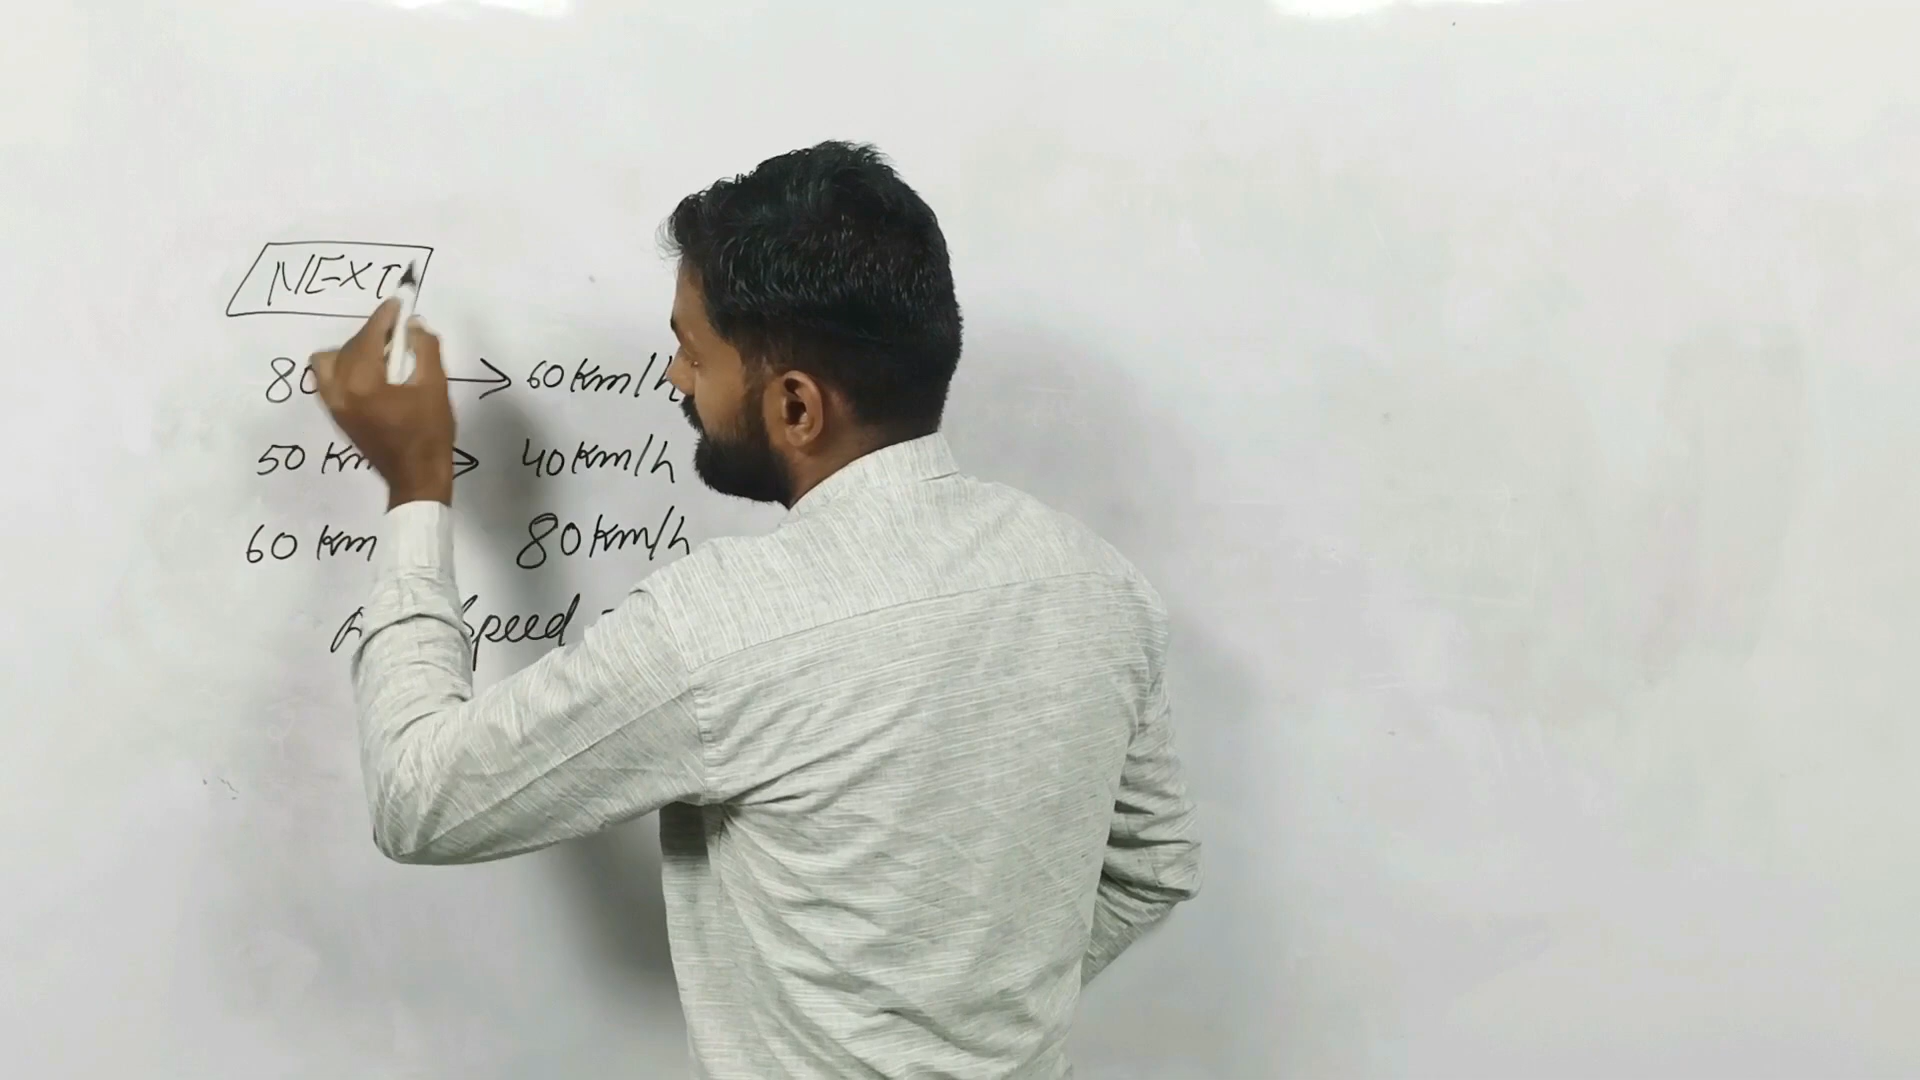 NEXT
80 → 60 km/h
50 Km → 40 Km/h
60 Km 80 Km/h
Speed